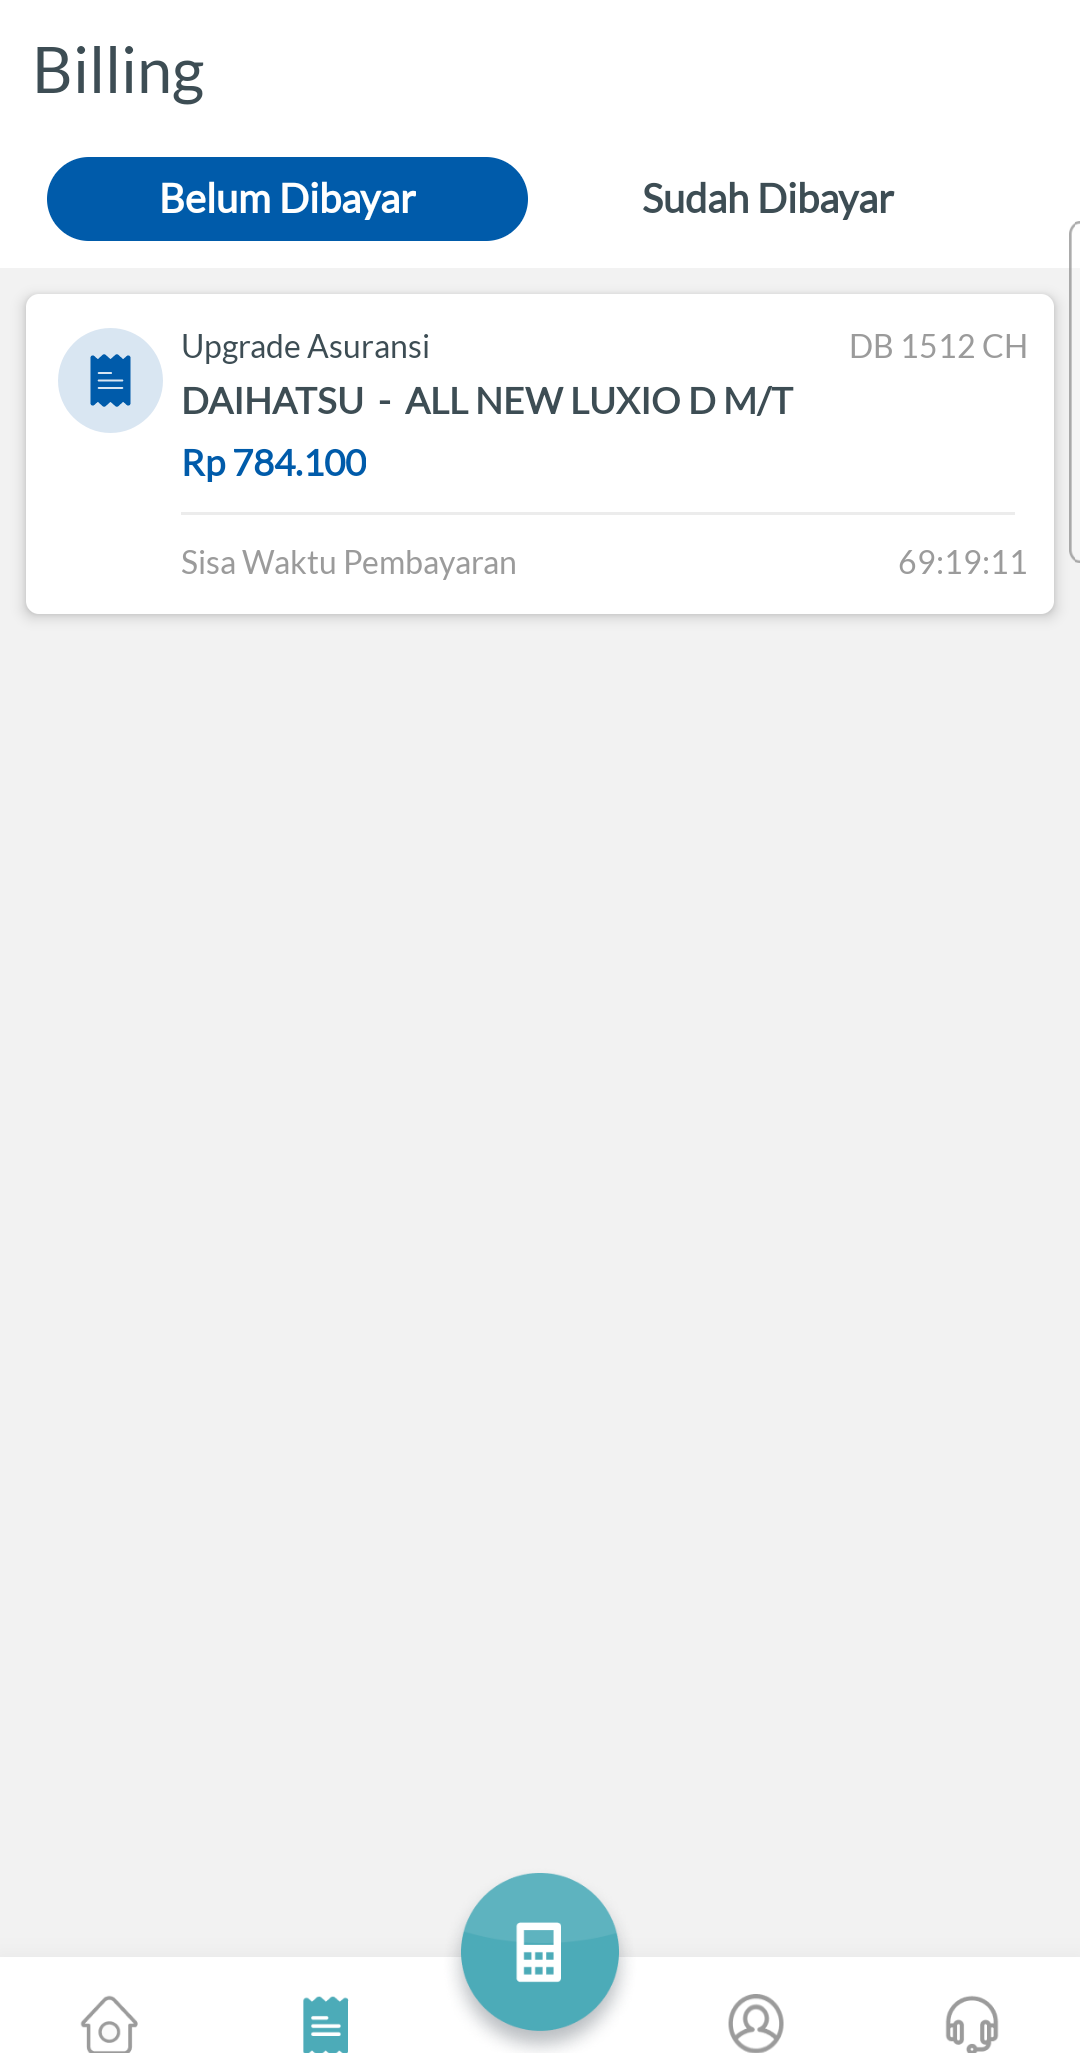 Billing
Belum Dibayar
Sudah Dibayar
Upgrade Asuransi
DB 1512 CH
DAIHATSU - ALL NEW LUXIO D M/T
Rp 784.100
Sisa Waktu Pembayaran
69:19:11